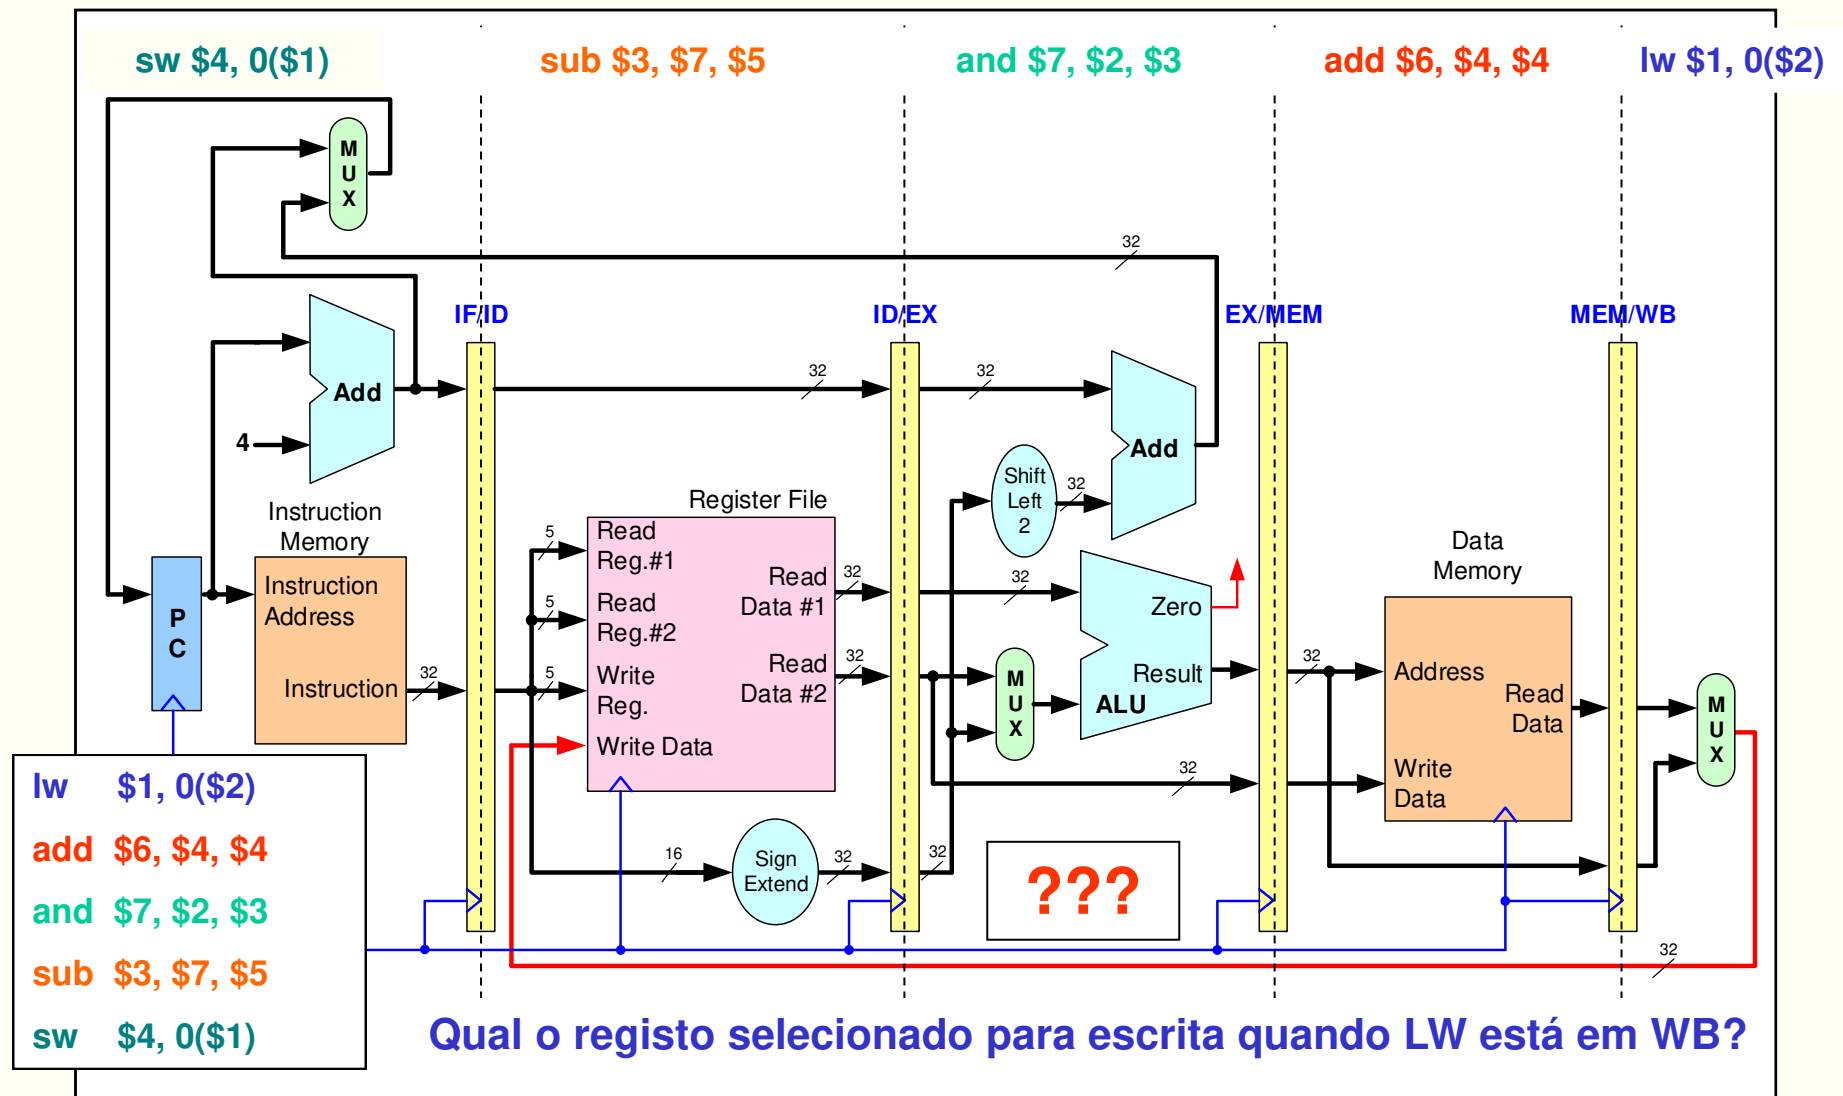 sw $4, 0($1)
sub $3, $7, $5
and $7, $2, $3
add $6, $4, $4
lw $1, 0($2)
M
U
X
32
IF/ID
ID/EX
EX/MEM
MEM/WB
Add
4
32
32
Add
Shift
Left
2
32
Instruction
Memory
Register File
Data
Memory
P
C
Instruction
Address
Instruction
32
5
Read
Reg.#1
5
Read
Reg.#2
5
Write
Reg.
Write Data
Read
Data #1
32
Read
Data #2
32
32
M
U
X
Zero
Result
ALU
32
Address
Read
Data
Write
Data
M
U
X
32
16
Sign
Extend
32
32
???
32
lw $1, 0($2)
add $6, $4, $4
and $7, $2, $3
sub $3, $7, $5
sw $4, 0($1)
Qual o registo selecionado para escrita quando LW está em WB?